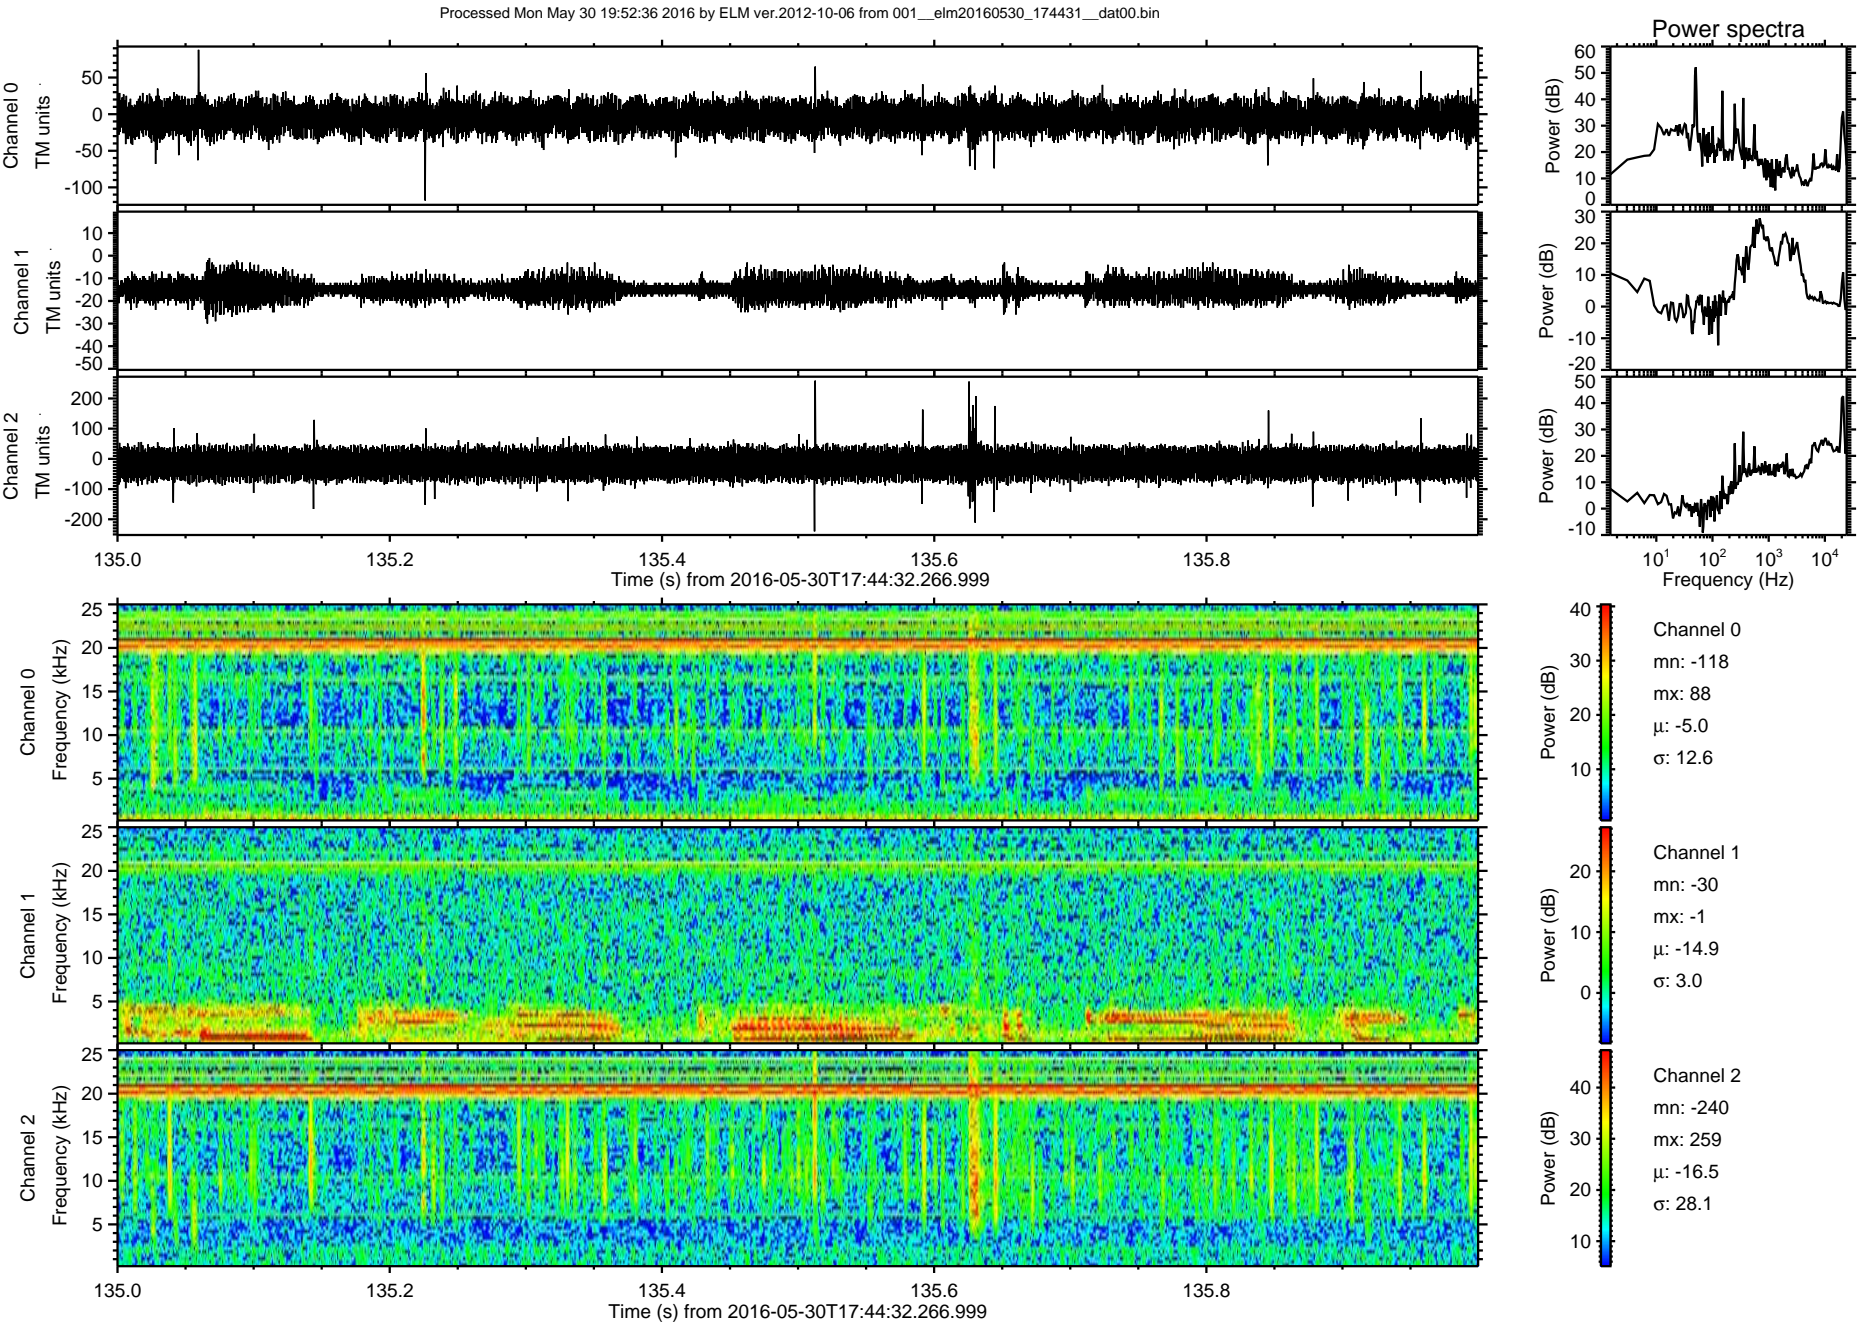 Processed Mon May 30 19:52:36 2016 by ELM ver.2012-10-06 from 001__elm20160530_174431__dat00.bin
Power spectra
Channel 0
TM units
50
0
-50
-100
Power (dB)
60
50
40
30
20
10
0
Channel 1
TM units
10
0
-10
-20
-30
-40
-50
Power (dB)
30
20
10
0
-10
-20
Channel 2
TM units
200
100
0
-100
-200
Power (dB)
50
40
30
20
10
0
-10
135.0 135.2 135.4 135.6 135.8
Time (s) from 2016-05-30T17:44:32.266.999
10¹ 10² 10³ 10⁴
Frequency (Hz)
Channel 0
Frequency (kHz)
25
20
15
10
5
Power (dB)
40
30
20
10
Channel 0
mn: -118
mx: 88
μ: -5.0
σ: 12.6
Channel 1
Frequency (kHz)
25
20
15
10
5
Power (dB)
20
10
0
Channel 1
mn: -30
mx: -1
μ: -14.9
σ: 3.0
Channel 2
Frequency (kHz)
25
20
15
10
5
Power (dB)
40
30
20
10
Channel 2
mn: -240
mx: 259
μ: -16.5
σ: 28.1
135.0 135.2 135.4 135.6 135.8
Time (s) from 2016-05-30T17:44:32.266.999